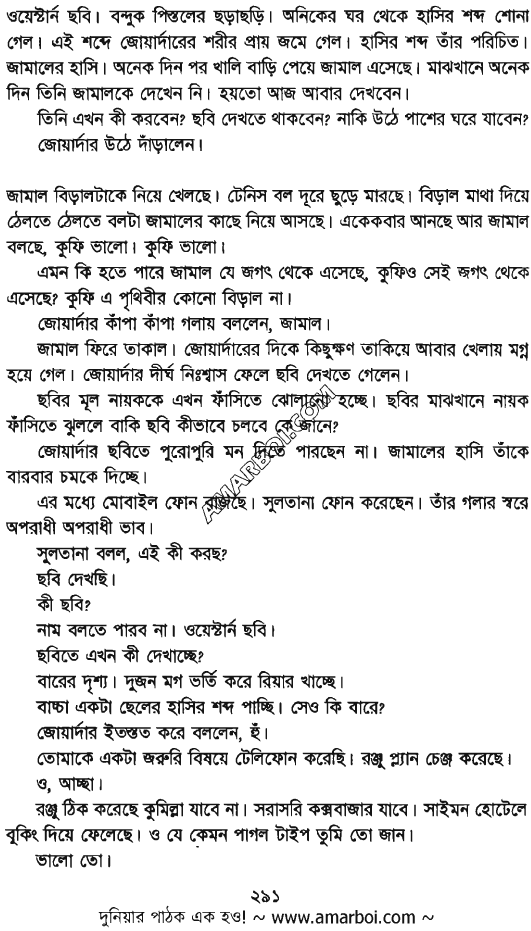 ওয়েস্টার্ন ছবি। বন্দুক পিস্তলের ছড়াছড়ি। অনিকের ঘর থেকে হাসির শব্দ শোনা
গেল। এই শব্দে জোয়ার্দারের শরীর প্রায় জমে গেল। হাসির শব্দ তাঁর পরিচিত।
জামালের হাসি। অনেক দিন পর খালি বাড়ি পেয়ে জামাল এসেছে। মাঝখানে অনেক
দিন তিনি জামালকে দেখেন নি। হয়তো আজ আবার দেখবেন।
তিনি এখন কী করবেন? ছবি দেখতে থাকবেন? নাকি উঠে পাশের ঘরে যাবেন?
জোয়ার্দার উঠে দাঁড়ালেন।
জামাল বিড়ালটাকে নিয়ে খেলছে। টেনিস বল দূরে ছুড়ে মারছে। বিড়াল মাথা দিয়ে
ঠেলতে ঠেলতে বলটা জামালের কাছে নিয়ে আসছে। একেকবার আনছে আর জামাল
বলছে, কুফি ভালো। কুফি ভালো।
এমন কি হতে পারে জামাল যে জগৎ থেকে এসেছে, কুফিও সেই জগৎ থেকে
এসেছে? কুফি এ পৃথিবীর কোনো বিড়াল না।
জোয়ার্দার কাঁপা কাঁপা গলায় বললেন, জামাল।
জামাল ফিরে তাকাল। জোয়ার্দারের দিকে কিছুক্ষণ তাকিয়ে আবার খেলায় মগ্ন
হয়ে গেল। জোয়ার্দার দীর্ঘ নিঃশ্বাস ফেলে ছবি দেখতে গেলেন।
ছবির মূল নায়ককে এখন ফাঁসিতে ঝোলানো হচ্ছে। ছবির মাঝখানে নায়ক
ফাঁসিতে ঝুললে বাকি ছবি কীভাবে চলবে কে জানে?
জোয়ার্দার ছবিতে পুরোপুরি মন দিতে পারছেন না। জামালের হাসি তাঁকে
বারবার চমকে দিচ্ছে।
এর মধ্যে মোবাইল ফোন বাজছে। সুলতানা ফোন করেছেন। তাঁর গলার স্বরে
অপরাধী অপরাধী ভাব।
সুলতানা বলল, এই কী করছ?
ছবি দেখছি।
কী ছবি?
নাম বলতে পারব না। ওয়েস্টার্ন ছবি।
ছবিতে এখন কী দেখাচ্ছে?
বারের দৃশ্য। দুজন মগ ভর্তি করে বিয়ার খাচ্ছে।
বাচ্চা একটা ছেলের হাসির শব্দ পাচ্ছি। সেও কি বারে?
জোয়ার্দার ইতস্তত করে বললেন, হুঁ।
তোমাকে একটা জরুরি বিষয়ে টেলিফোন করেছি। রঞ্জু প্ল্যান চেঞ্জ করেছে।
ও, আচ্ছা।
রঞ্জু ঠিক করেছে কুমিল্লা যাবে না। সরাসরি কক্সবাজার যাবে। সাইমন হোটেলে
বুকিং দিয়ে ফেলেছে। ও যে কেমন পাগল টাইপ তুমি তো জান।
ভালো তো।
AMARBOI.COM
২৯১
দুনিয়ার পাঠক এক হও! ~ www.amarboi.com ~